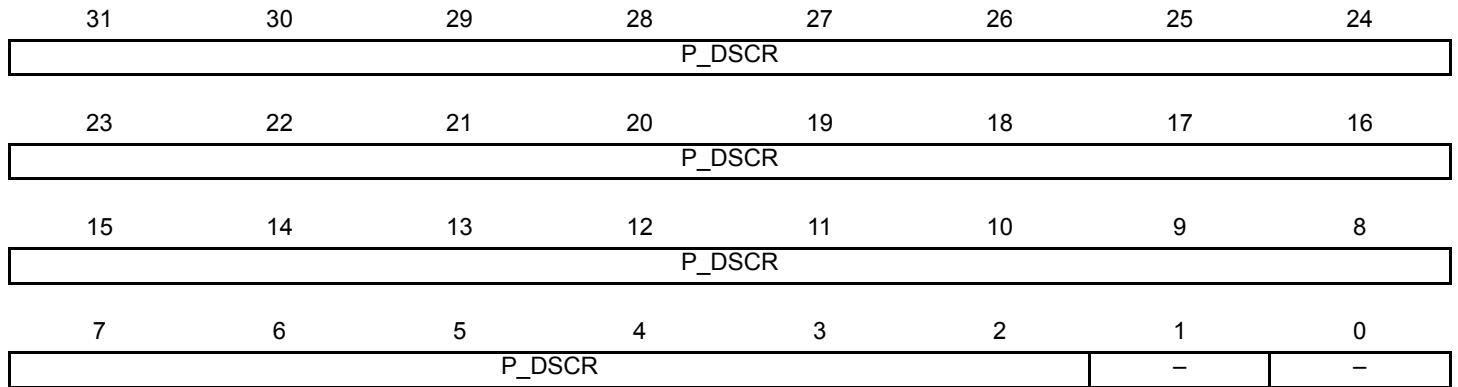 31 30 29 28 27 26 25 24
P_DSCR
23 22 21 20 19 18 17 16
P_DSCR
15 14 13 12 11 10 9 8
P_DSCR
7 6 5 4 3 2 1 0
P_DSCR – –